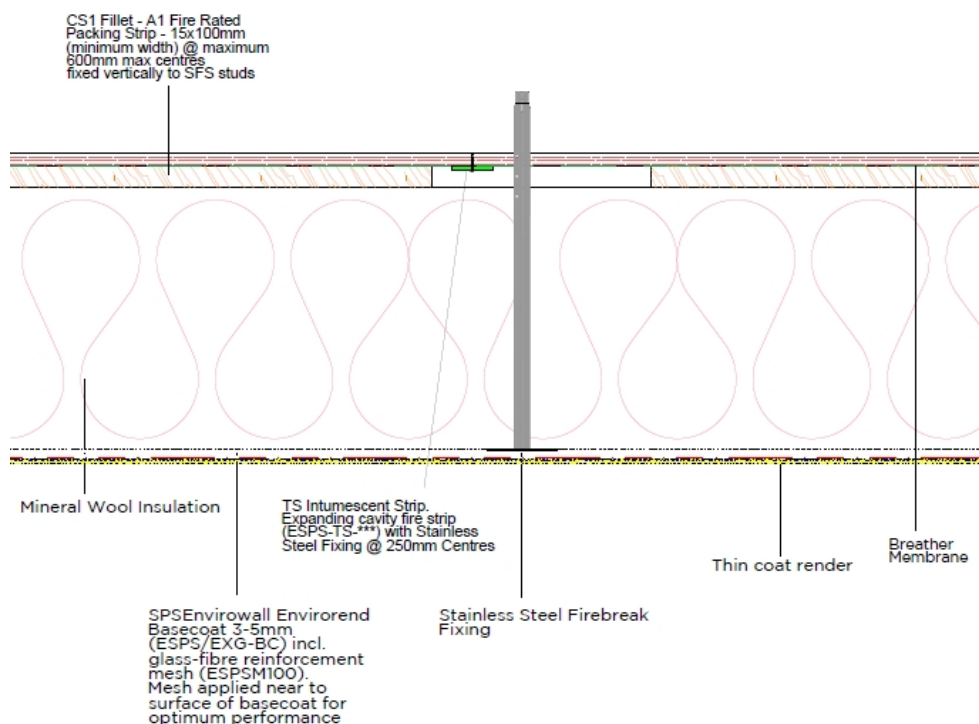 CS1 Fillet - A1 Fire Rated
Packing Strip - 15x100mm
(minimum width) @ maximum
600mm max centres
fixed vertically to SFS studs
Mineral Wool Insulation
TS Intumescent Strip.
Expanding cavity fire strip
(ESPS-TS-***) with Stainless
Steel Fixing @ 250mm Centres
Thin coat render
Breather
Membrane
SPSEnvirowall Envirorend
Basecoat 3-5mm
(ESPS/EXG-BC) incl.
glass-fibre reinforcement
mesh (ESPSM100).
Mesh applied near to
surface of basecoat for
optimum performance
Stainless Steel Firebreak
Fixing